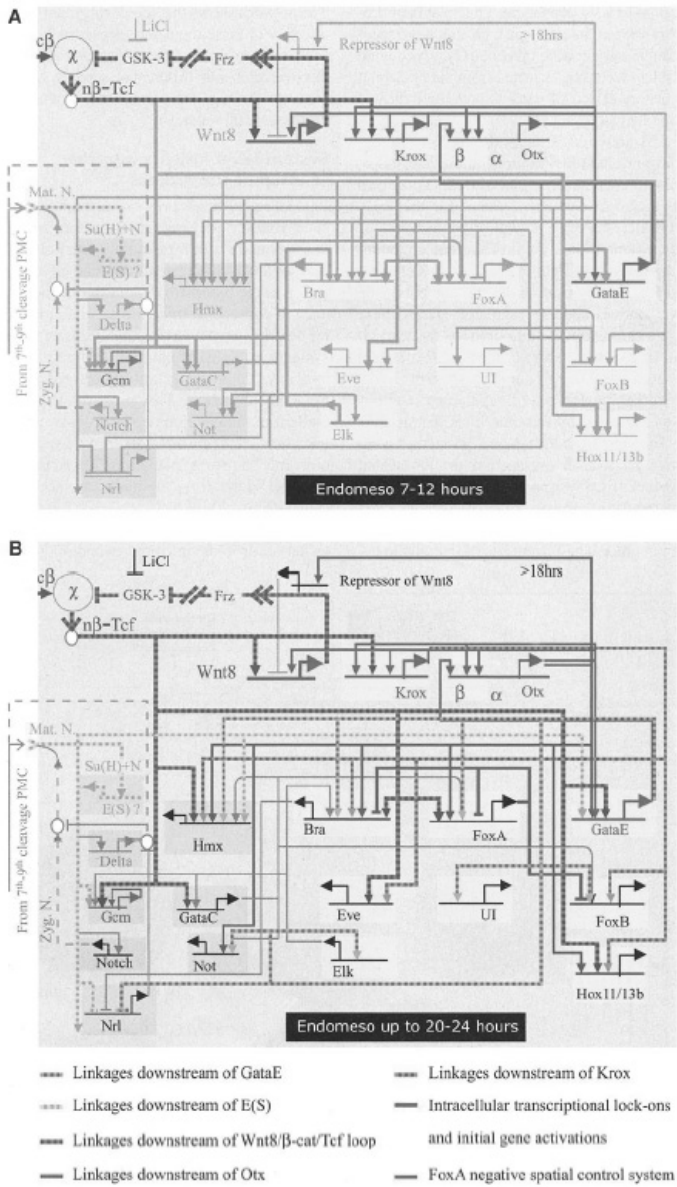 A
LiCl
cβ
χ
GSK-3
Frz
Repressor of Wnt8
>18hrs
nβ-Tcf
Wnt8
Krox
β
α
Otx
Mat. N.
Su(H)+N
E(S) ?
Hmx
Bra
FoxA
GataE
Delta
From 7th-9th cleavage PMC
Zyg. N.
Gcm
GataC
Eve
UI
FoxB
Notch
Not
Elk
Hox11/13b
Nrl
Endomeso 7-12 hours
B
LiCl
cβ
χ
GSK-3
Frz
Repressor of Wnt8
>18hrs
nβ-Tcf
Wnt8
Krox
β
α
Otx
Mat. N.
Su(H)+N
E(S) ?
Hmx
Bra
FoxA
GataE
Delta
From 7th-9th cleavage PMC
Zyg. N.
Gcm
GataC
Eve
UI
FoxB
Notch
Not
Elk
Hox11/13b
Nrl
Endomeso up to 20-24 hours
Linkages downstream of GataE
Linkages downstream of E(S)
Linkages downstream of Wnt8/β-cat/Tcf loop
Linkages downstream of Otx
Linkages downstream of Krox
Intracellular transcriptional lock-ons
and initial gene activations
FoxA negative spatial control system